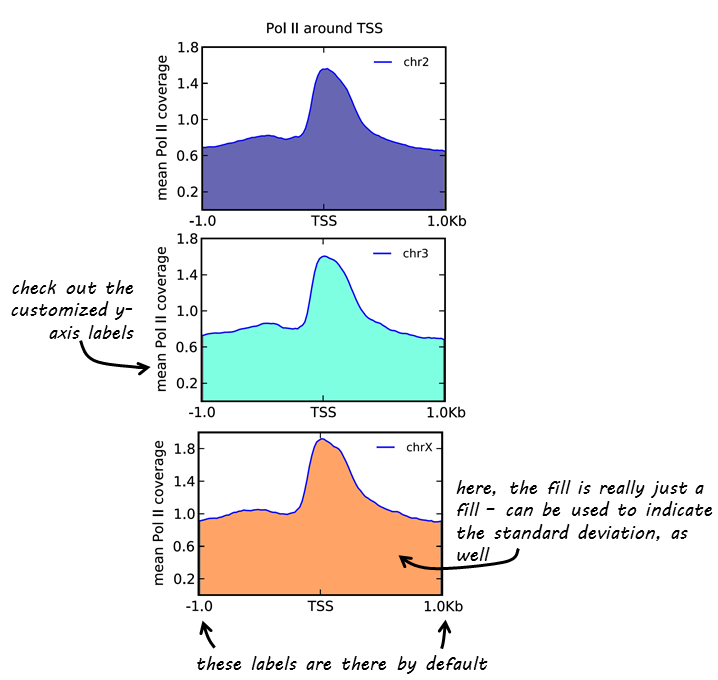 Pol II around TSS
1.8
1.4
1.0
0.6
0.2
mean Pol II coverage
chr2
-1.0 TSS 1.0Kb
1.8
1.4
1.0
0.6
0.2
mean Pol II coverage
chr3
-1.0 TSS 1.0Kb
check out the
customized y-
axis labels
1.8
1.4
1.0
0.6
0.2
mean Pol II coverage
chrX
-1.0 TSS 1.0Kb
here, the fill is really just a
fill - can be used to indicate
the standard deviation, as
well
these labels are there by default